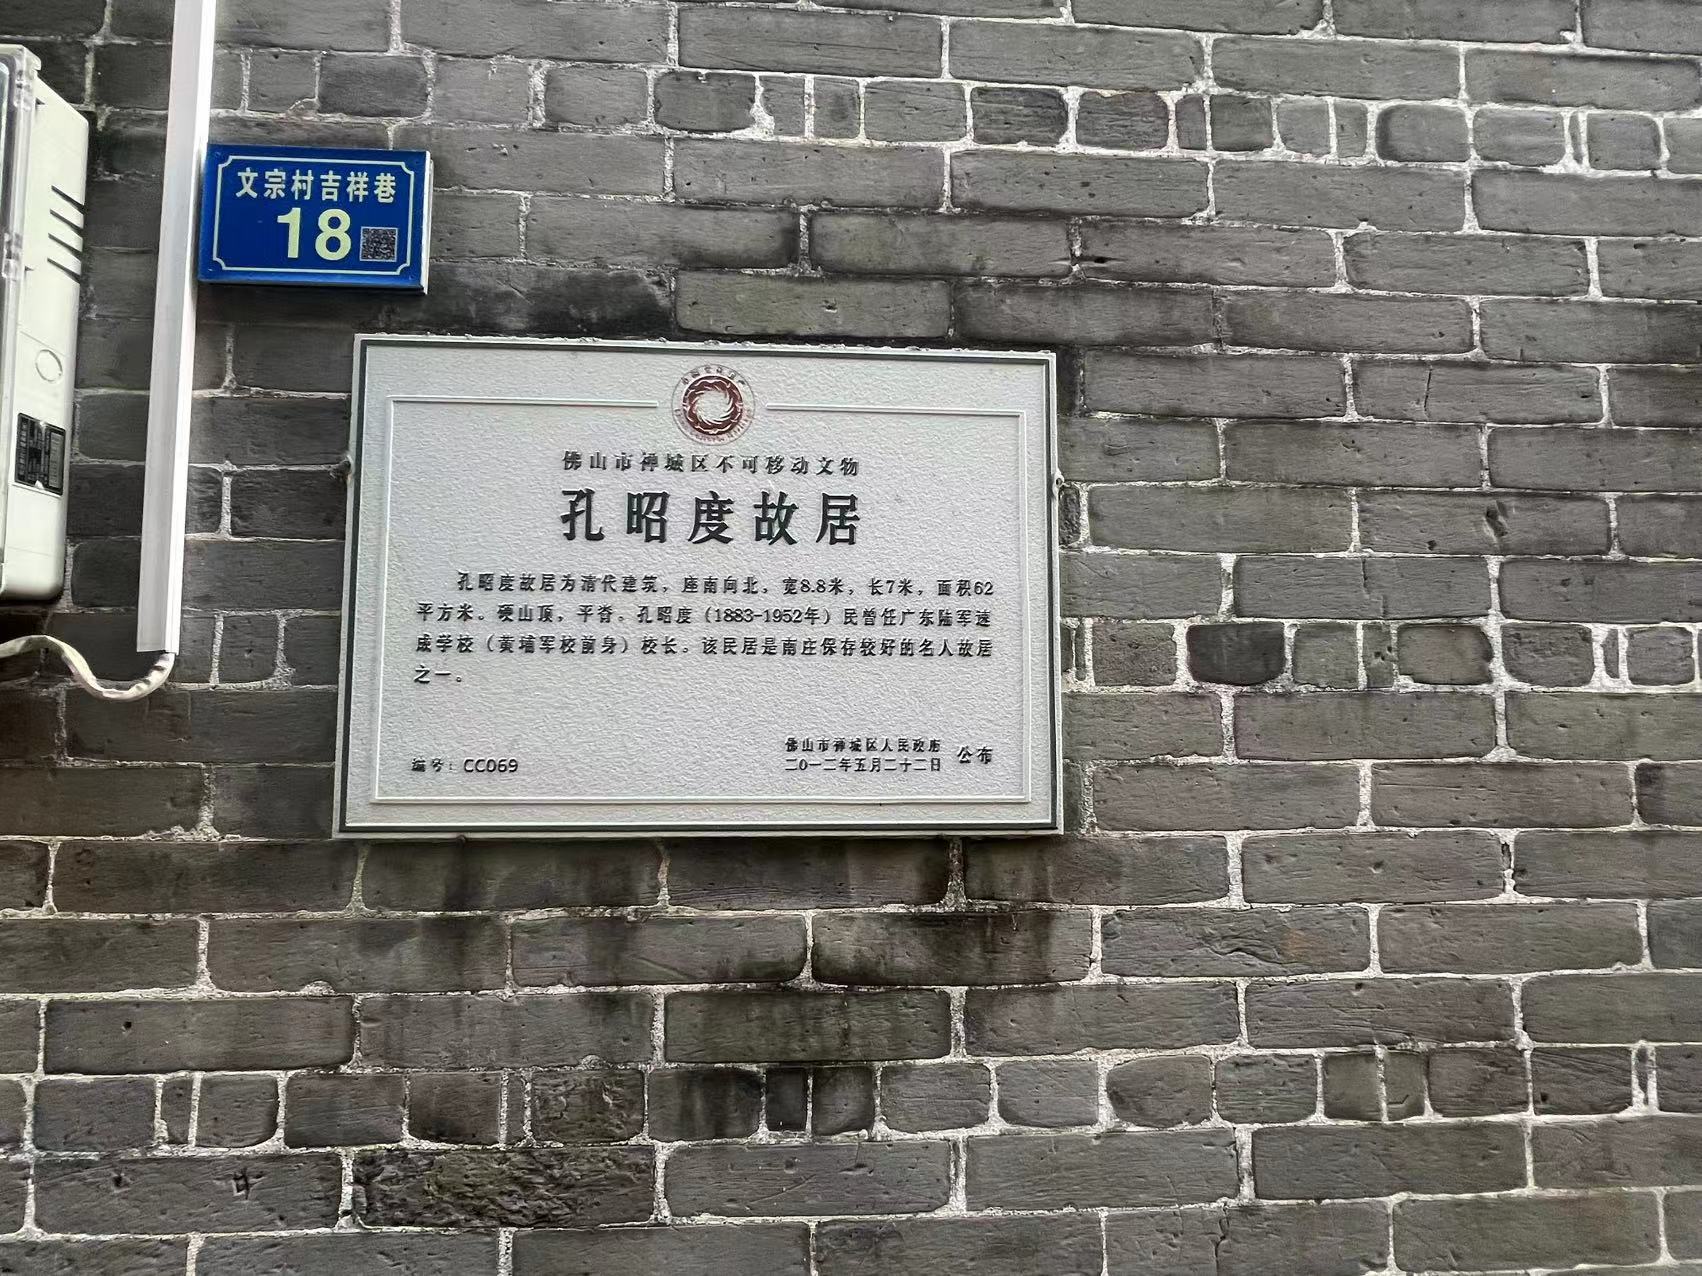 文宗村吉祥巷
18
佛山市禅城区不可移动文物
孔昭度故居
孔昭度故居为清代建筑，座南向北，宽8.8米，长7米，面积62
平方米。硬山顶，平脊。孔昭度（1883-1952年）民曾任广东陆军速
成学校（黄埔军校前身）校长。该民居是南庄保存较好的名人故居
之一。
编号：CC069
佛山市禅城区人民政府
二0一二年五月二十二日
公布